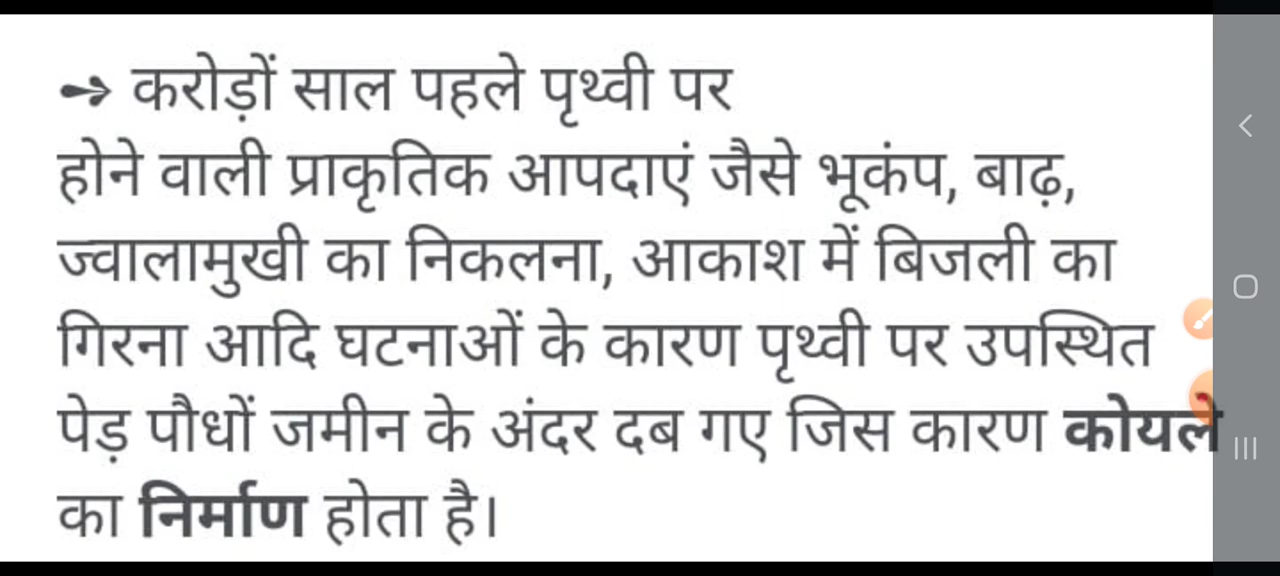 ➺ करोड़ों साल पहले पृथ्वी पर
होने वाली प्राकृतिक आपदाएं जैसे भूकंप, बाढ़,
ज्वालामुखी का निकलना, आकाश में बिजली का
गिरना आदि घटनाओं के कारण पृथ्वी पर उपस्थित
पेड़ पौधों जमीन के अंदर दब गए जिस कारण कोयले
का निर्माण होता है।